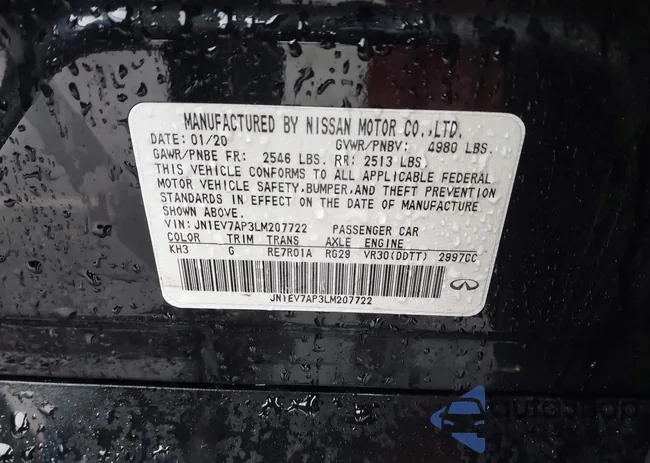 MANUFACTURED BY NISSAN MOTOR CO.,LTD.
DATE: 01/20 GVWR/PNBV: 4980 LBS.
GAWR/PNBE FR: 2546 LBS. RR: 2513 LBS.
THIS VEHICLE CONFORMS TO ALL APPLICABLE FEDERAL
MOTOR VEHICLE SAFETY,BUMPER,AND THEFT PREVENTION
STANDARDS IN EFFECT ON THE DATE OF MANUFACTURE
SHOWN ABOVE.
VIN: JN1EV7AP3LM207722 PASSENGER CAR
COLOR TRIM TRANS AXLE ENGINE
KH3 G RE7R01A RG29 VR30(DDTT) 2997CC
JN1EV7AP3LM207722
autoshop